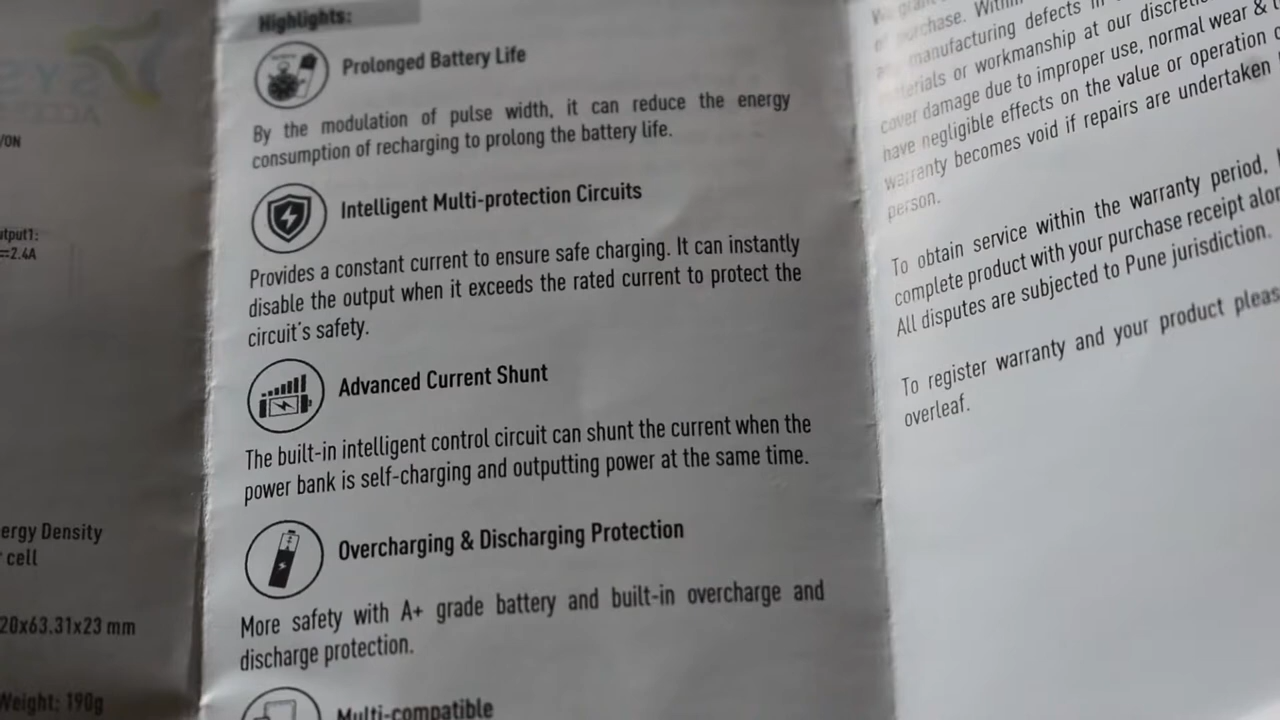 /ON
utput1:
=2.4A
ergy Density
cell
20x63.31x23 mm
Weight: 190g
Highlights:
Prolonged Battery Life
By the modulation of pulse width, it can reduce the energy
consumption of recharging to prolong the battery life.
Intelligent Multi-protection Circuits
Provides a constant current to ensure safe charging. It can instantly
disable the output when it exceeds the rated current to protect the
circuit's safety.
Advanced Current Shunt
The built-in intelligent control circuit can shunt the current when the
power bank is self-charging and outputting power at the same time.
Overcharging & Discharging Protection
More safety with A+ grade battery and built-in overcharge and
discharge protection.
Multi-compatible
of purchase. Within
manufacturing defects in
materials or workmanship at our discretion
cover damage due to improper use, normal wear &
have negligible effects on the value or operation o
warranty becomes void if repairs are undertaken
person.
To obtain service within the warranty period,
complete product with your purchase receipt alon
All disputes are subjected to Pune jurisdiction.
To register warranty and your product pleas
overleaf.